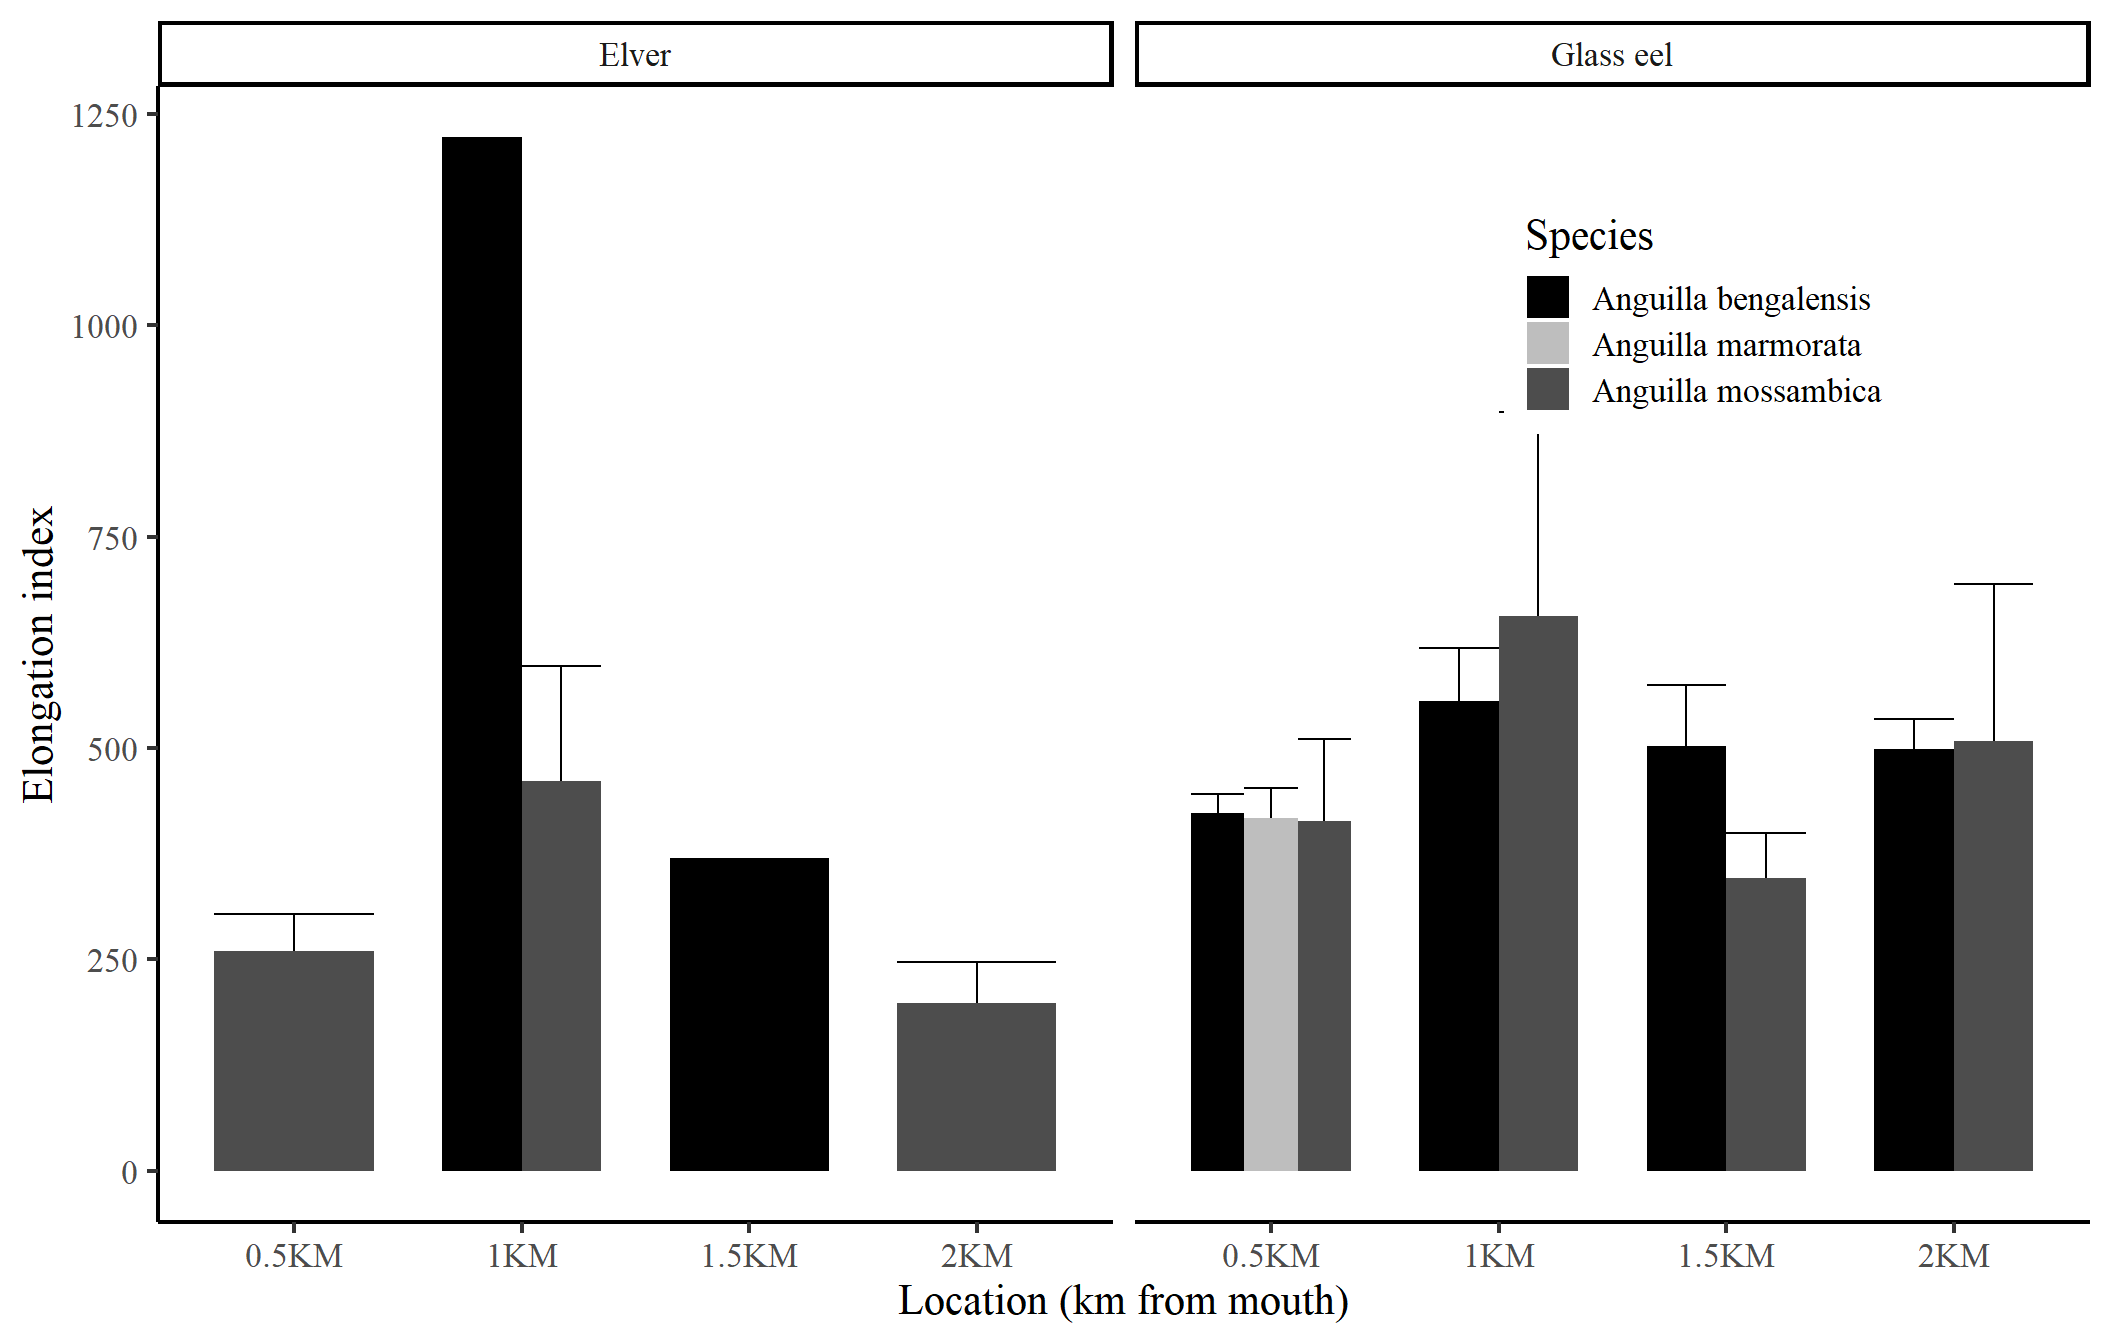 Elver
Glass eel
1250
1000
750
500
250
0
Elongation index
Species
Anguilla bengalensis
Anguilla marmorata
Anguilla mossambica
0.5KM 1KM 1.5KM 2KM
0.5KM 1KM 1.5KM 2KM
Location (km from mouth)